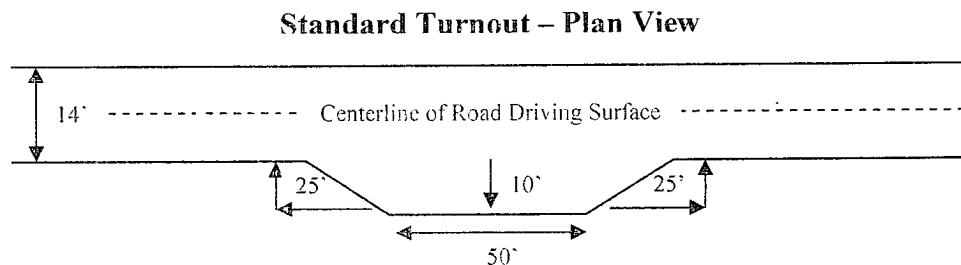 Standard Turnout – Plan View
14'
Centerline of Road Driving Surface
25'
10'
25'
50'